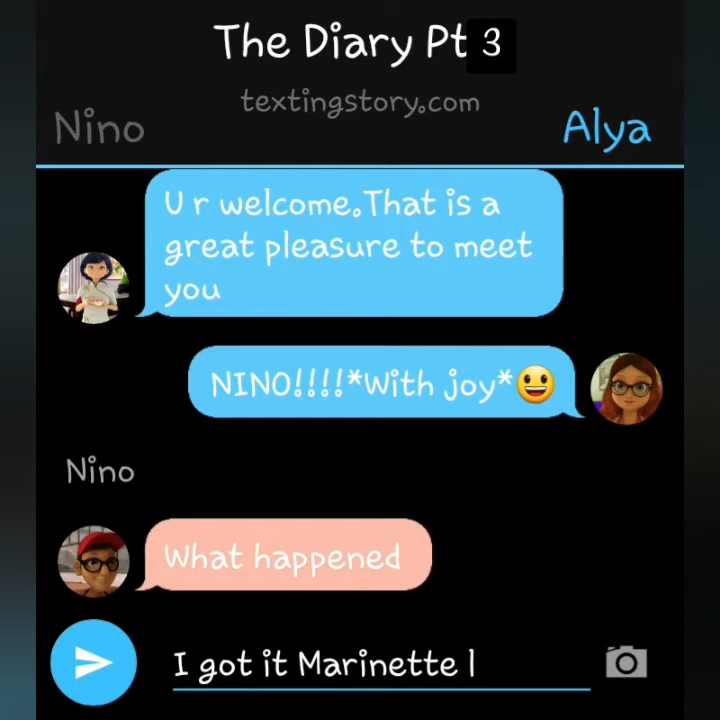 The Diary Pt 3
textingstory.com
Nino
Alya
U r welcome.That is a
great pleasure to meet
you
NINO!!!!*With joy*😃
Nino
What happened
I got it Marinette l